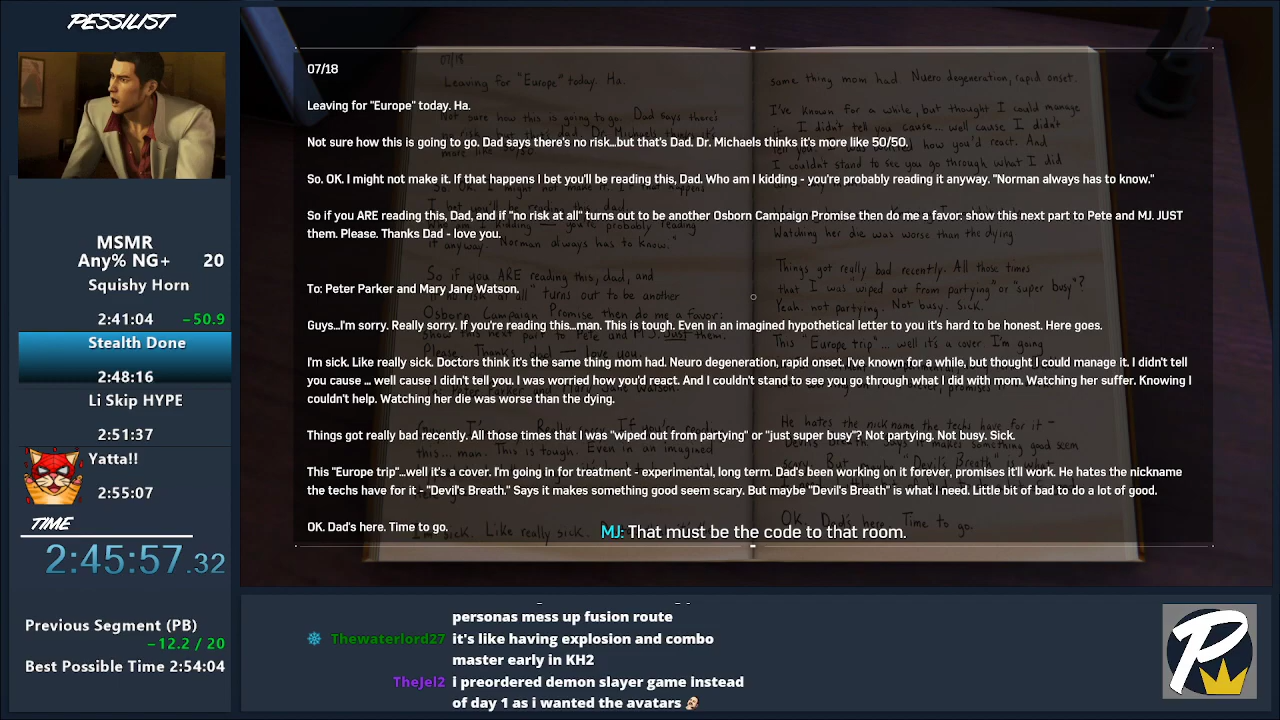 PESSILIST
MSMR
Any% NG+ 20
Squishy Horn
2:41:04 −50.9
Stealth Done
2:48:16
Li Skip HYPE
2:51:37
Yatta!!
2:55:07
TIME
2:45:57.32
Previous Segment (PB)
−12.2 / 20
Best Possible Time 2:54:04
07/18
Leaving for "Europe" today. Ha.
Not sure how this is going to go. Dad says there's no risk...but that's Dad. Dr. Michaels thinks it's more like 50/50.
So. OK. I might not make it. If that happens I bet you'll be reading this, Dad. Who am I kidding - you're probably reading it anyway. "Norman always has to know."
So if you ARE reading this, Dad, and if "no risk at all" turns out to be another Osborn Campaign Promise then do me a favor: show this next part to Pete and MJ. JUST
them. Please. Thanks Dad - love you.
To: Peter Parker and Mary Jane Watson.
Guys...I'm sorry. Really sorry. If you're reading this...man. This is tough. Even in an imagined hypothetical letter to you it's hard to be honest. Here goes.
I'm sick. Like really sick. Doctors think it's the same thing mom had. Neuro degeneration, rapid onset. I've known for a while, but thought I could manage it. I didn't tell
you cause ... well cause I didn't tell you. I was worried how you'd react. And I couldn't stand to see you go through what I did with mom. Watching her suffer. Knowing I
couldn't help. Watching her die was worse than the dying.
Things got really bad recently. All those times that I was "wiped out from partying" or "just super busy"? Not partying. Not busy. Sick.
This "Europe trip"...well it's a cover. I'm going in for treatment - experimental, long term. Dad's been working on it forever, promises it'll work. He hates the nickname
the techs have for it - "Devil's Breath." Says it makes something good seem scary. But maybe "Devil's Breath" is what I need. Little bit of bad to do a lot of good.
OK. Dad's here. Time to go.
MJ: That must be the code to that room.
personas mess up fusion route
Thewaterlord27 it's like having explosion and combo
master early in KH2
TheJel2 i preordered demon slayer game instead
of day 1 as i wanted the avatars
P